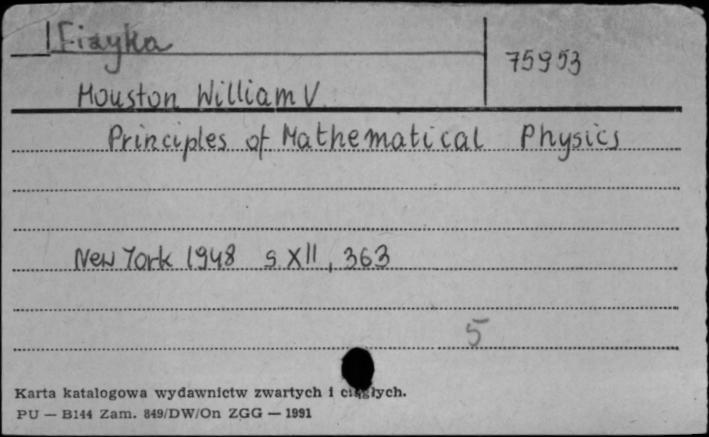 Fizyka
75953
Houston William V.
Principles of Mathematical Physics
New York 1948 s. XII, 363
5
Karta katalogowa wydawnictw zwartych i ciągłych.
PU — B144 Zam. 849/DW/On ZGG — 1991